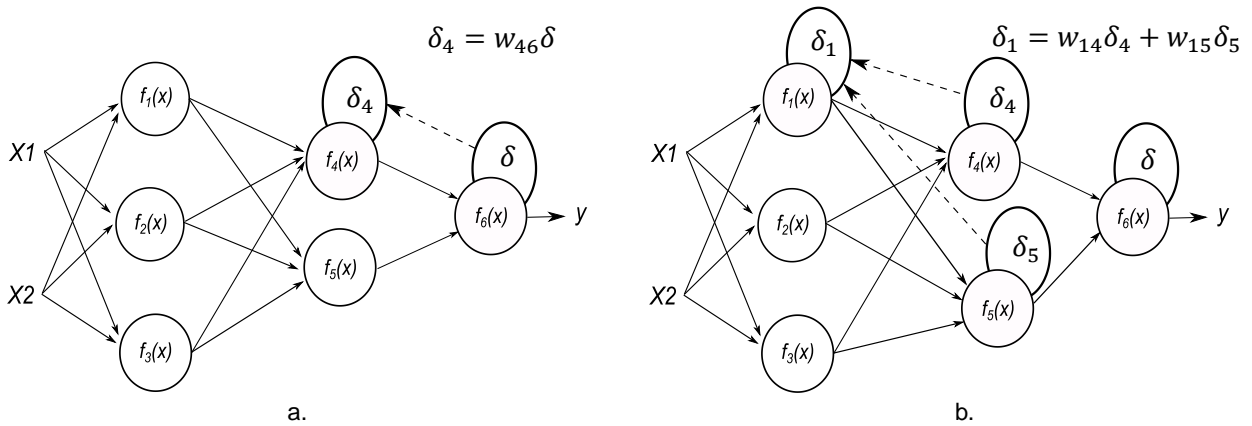 δ₄ = w₄₆δ
δ₄
δ
X1
X2
f₁(x)
f₂(x)
f₃(x)
f₄(x)
f₅(x)
f₆(x)
y
a.
δ₁ = w₁₄δ₄ + w₁₅δ₅
δ₁
δ₄
δ₅
δ
X1
X2
f₁(x)
f₂(x)
f₃(x)
f₄(x)
f₅(x)
f₆(x)
y
b.